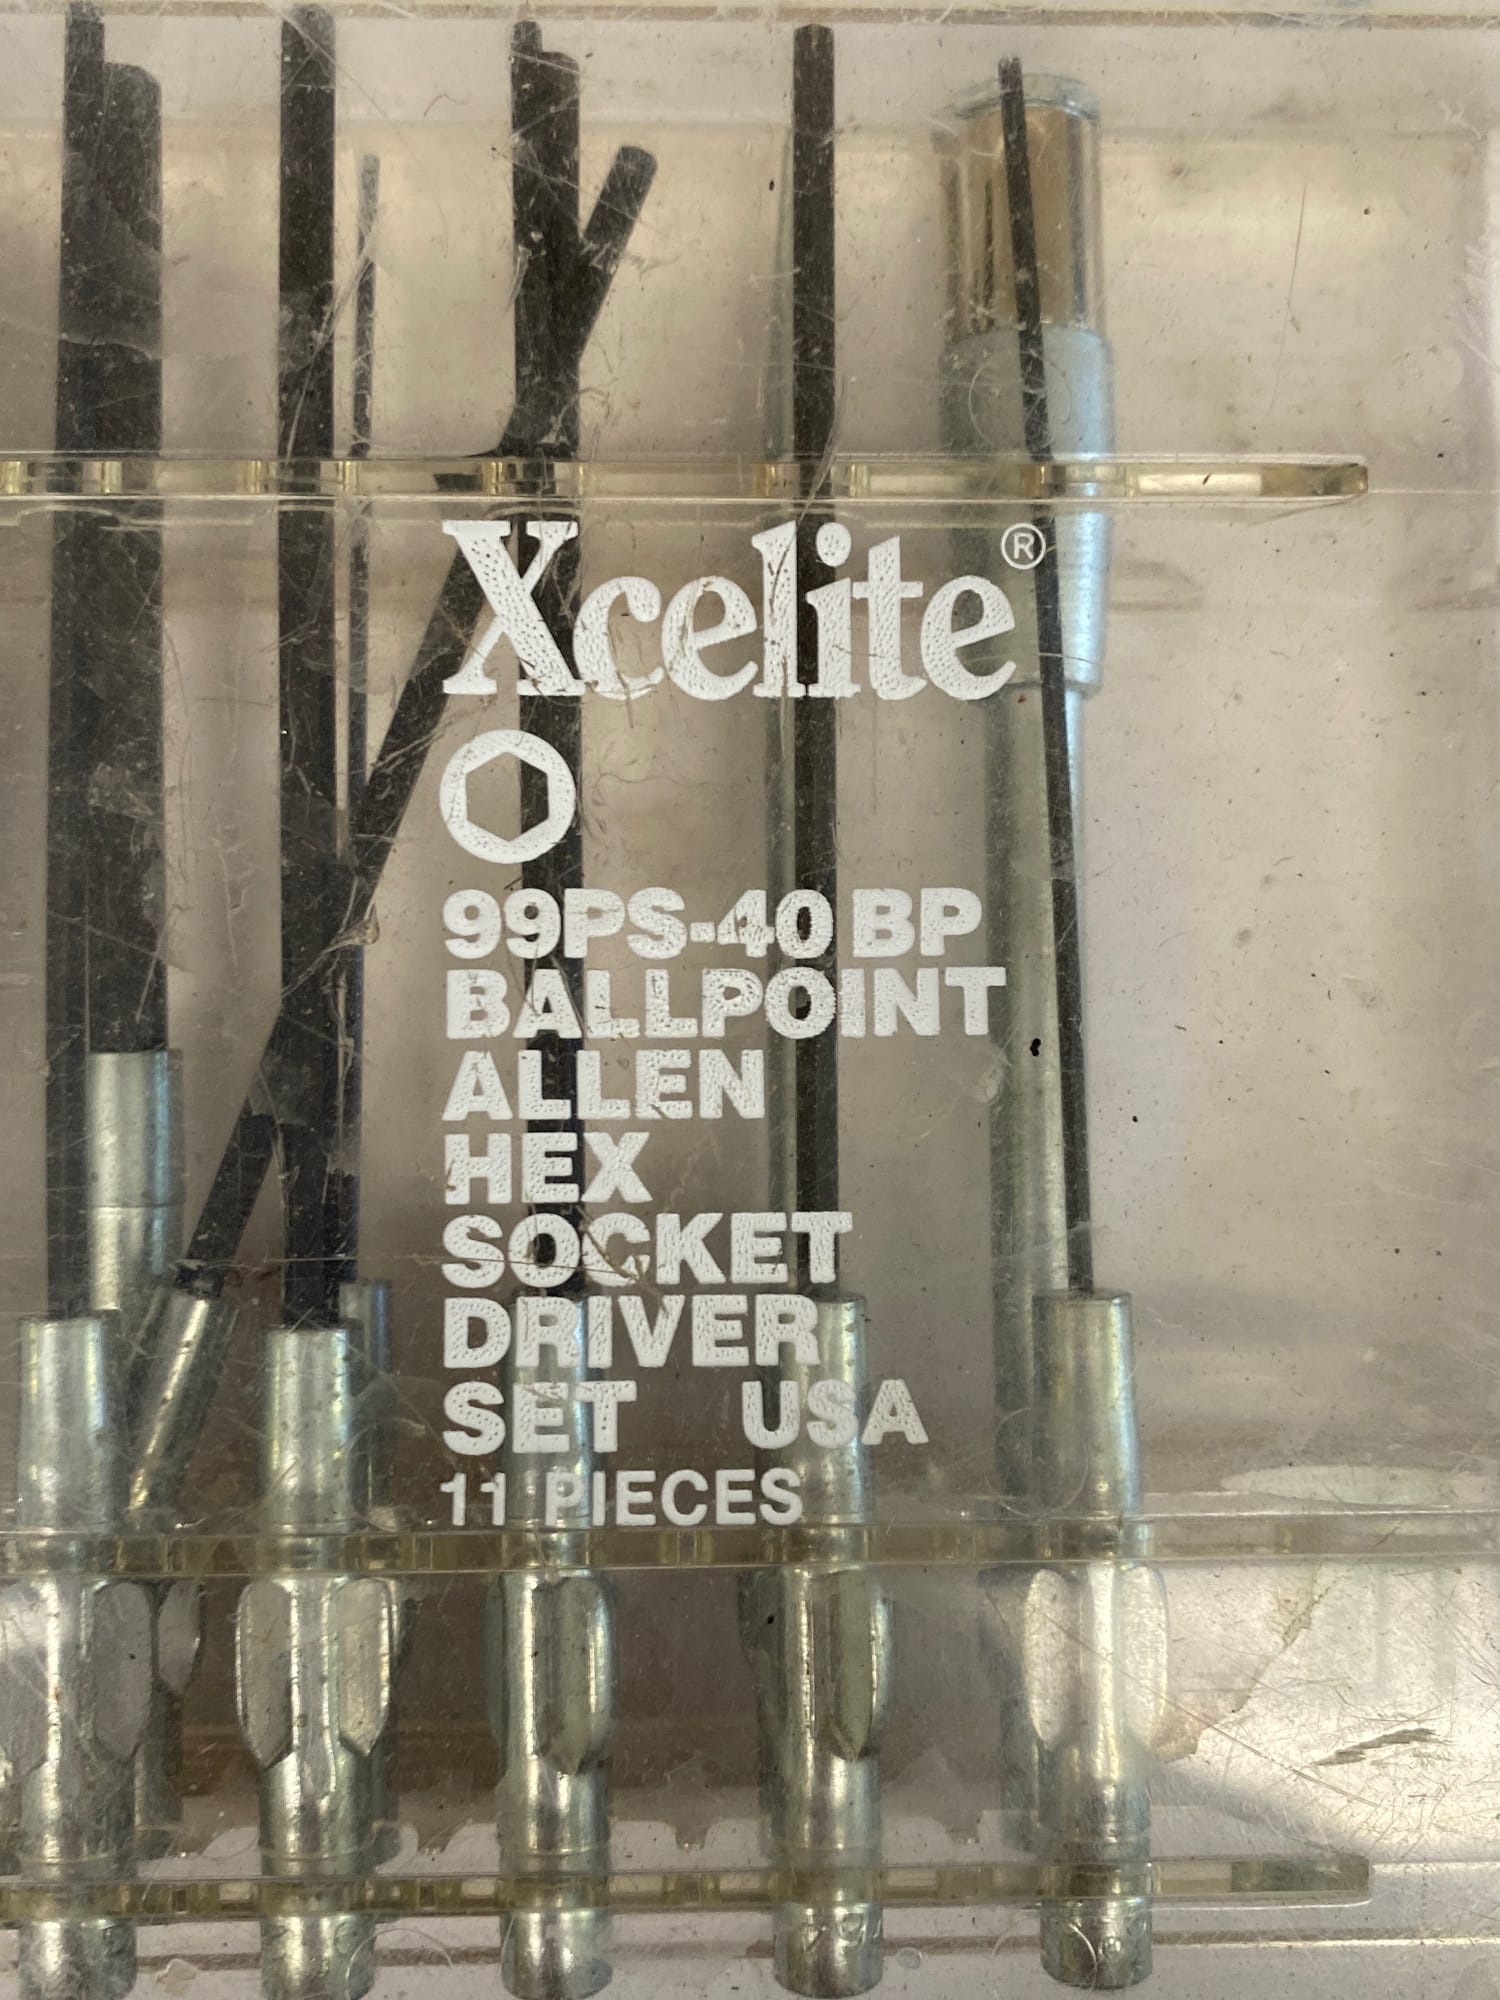 Xcelite®
99PS-40 BP
BALLPOINT
ALLEN
HEX
SOCKET
DRIVER
SET USA
11 PIECES